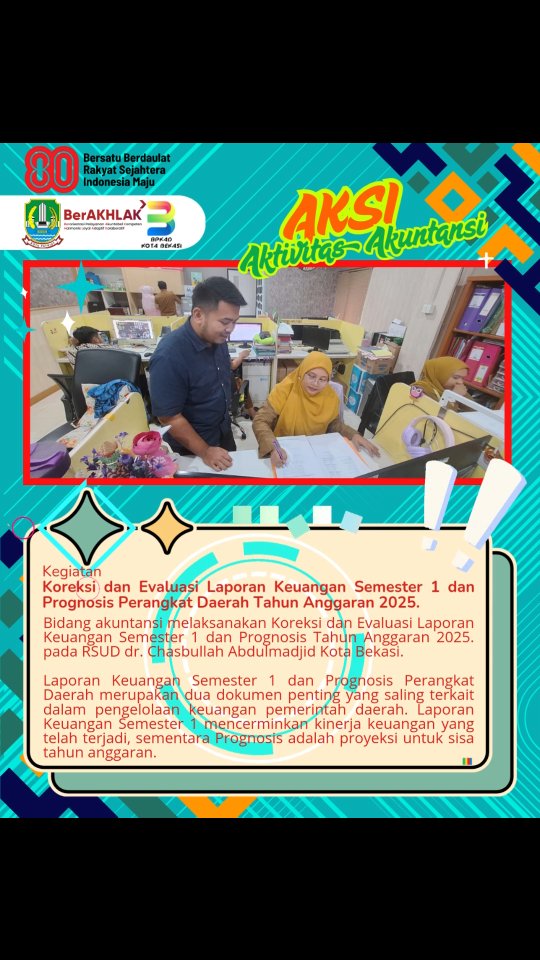 80
Bersatu Berdaulat
Rakyat Sejahtera
Indonesia Maju
BerAKHLAK
BPKAD
KOTA BEKASI
AKSI
Aktivitas Akuntansi
Kegiatan
Koreksi dan Evaluasi Laporan Keuangan Semester 1 dan
Prognosis Perangkat Daerah Tahun Anggaran 2025.
Bidang akuntansi melaksanakan Koreksi dan Evaluasi Laporan
Keuangan Semester 1 dan Prognosis Tahun Anggaran 2025.
pada RSUD dr. Chasbullah Abdulmadjid Kota Bekasi.
Laporan Keuangan Semester 1 dan Prognosis Perangkat
Daerah merupakan dua dokumen penting yang saling terkait
dalam pengelolaan keuangan pemerintah daerah. Laporan
Keuangan Semester 1 mencerminkan kinerja keuangan yang
telah terjadi, sementara Prognosis adalah proyeksi untuk sisa
tahun anggaran.